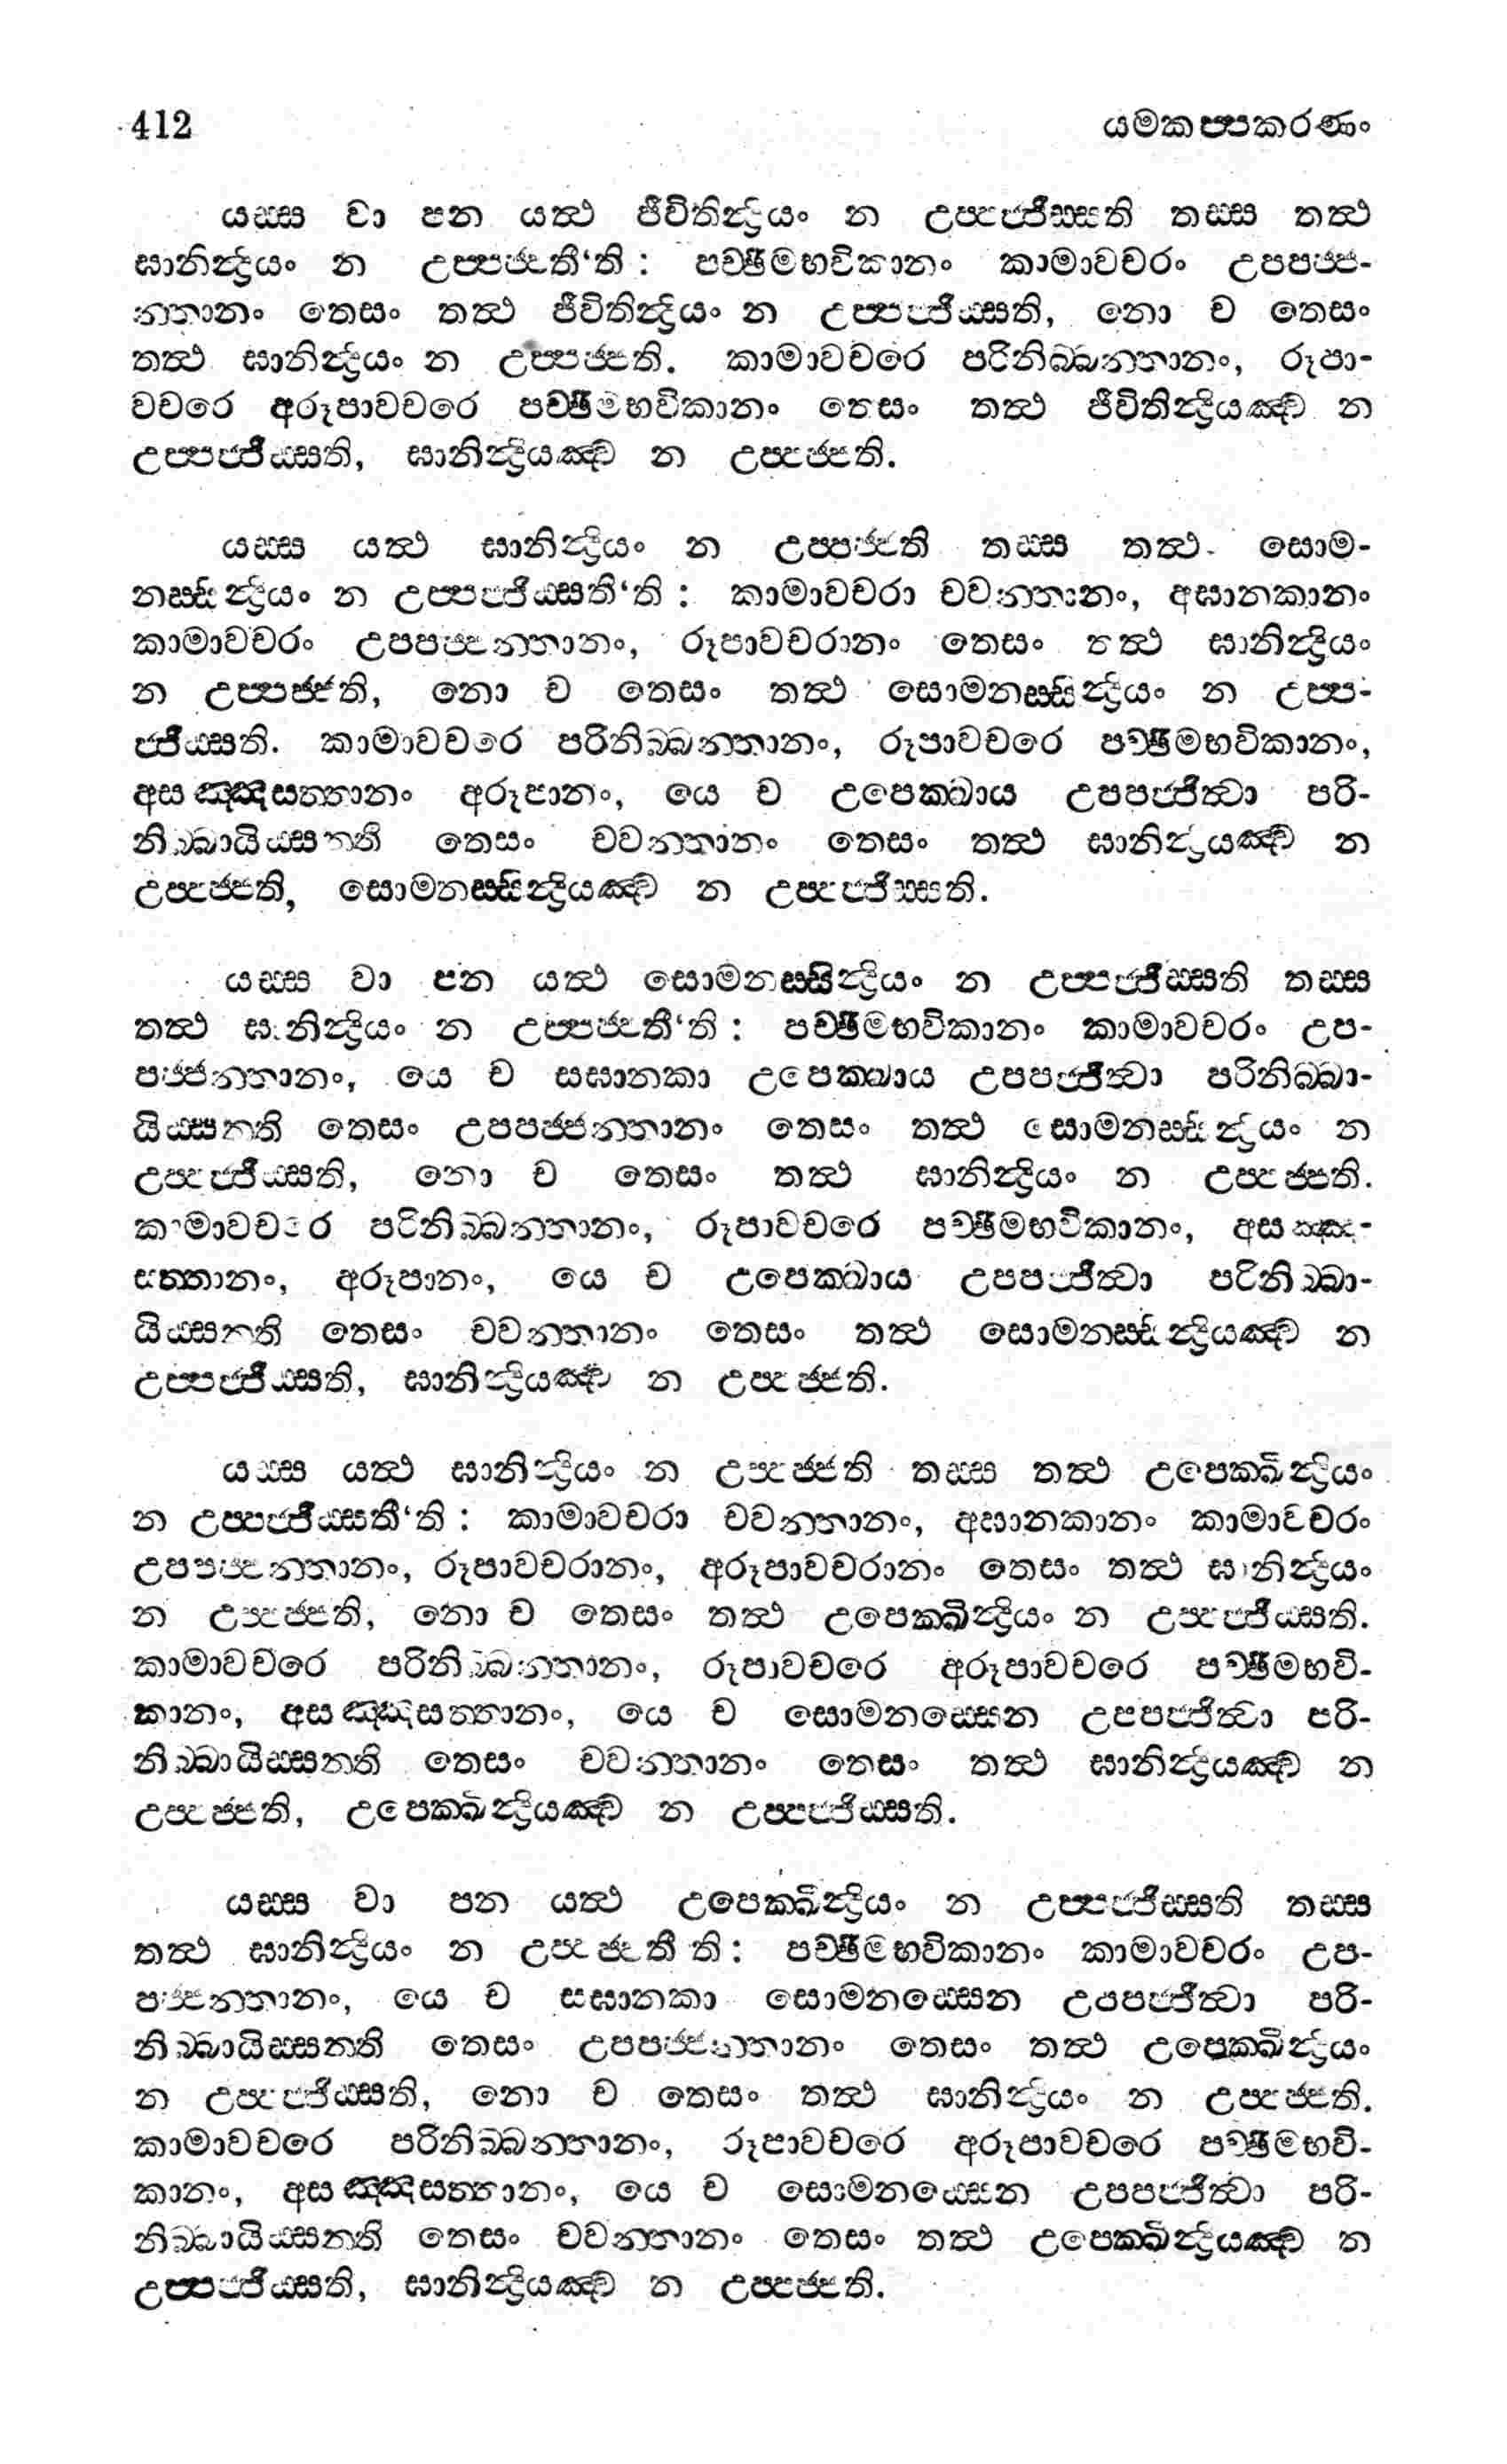 412 යමකප්පකරණං
යස්ස වා පන යත්ථ ජීවිතින්ද්‍රියං න උප්පජ්ජිස්සති තස්ස තත්ථ
ඝානින්ද්‍රියං න උප්පජ්ජතී‘ති : පච්ඡිමභවිකානං කාමාවචරං උපපජ්ජ-
න්තානං තෙසං තත්ථ ජීවිතින්ද්‍රියං න උප්පජ්ජිස්සති, නො ච තෙසං
තත්ථ ඝානින්ද්‍රියං න උප්පජ්ජති. කාමාවචරෙ පරිනිබ්බන්තානං, රූපා-
වචරෙ අරූපාවචරෙ පච්ඡිමභවිකානං තෙසං තත්ථ ජීවිතින්ද්‍රියඤ්ච න
උප්පජ්ජිස්සති, ඝානින්ද්‍රියඤ්ච න උප්පජ්ජති.
යස්ස යත්ථ ඝානින්ද්‍රියං න උප්පජ්ජති තස්ස තත්ථ සොම-
නස්සින්ද්‍රියං න උප්පජ්ජිස්සතී‘ති : කාමාවචරා චවන්තානං, අඝානකානං
කාමාවචරං උපපජ්ජන්තානං, රූපාවචරානං තෙසං තත්ථ ඝානින්ද්‍රියං
න උප්පජ්ජති, නො ච තෙසං තත්ථ සොමනස්සින්ද්‍රියං න උප්ප-
ජ්ජිස්සති. කාමාවචරෙ පරිනිබ්බන්තානං, රූපාවචරෙ පච්ඡිමභවිකානං,
අසඤ්ඤසත්තානං අරූපානං, යෙ ච උපෙක්ඛාය උපපජ්ජිත්වා පරි-
නිබ්බායිස්සන්ති තෙසං චවන්තානං තෙසං තත්ථ ඝානින්ද්‍රියඤ්ච න
උප්පජ්ජති, සොමනස්සින්ද්‍රියඤ්ච න උප්පජ්ජිස්සති.
යස්ස වා පන යත්ථ සොමනස්සින්ද්‍රියං න උප්පජ්ජිස්සති තස්ස
තත්ථ ඝානින්ද්‍රියං න උප්පජ්ජතී‘ති : පච්ඡිමභවිකානං කාමාවචරං උප-
පජ්ජන්තානං, යෙ ච සඝානකා උපෙක්ඛාය උපපජ්ජිත්වා පරිනිබ්බා-
යිස්සන්ති තෙසං උපපජ්ජන්තානං තෙසං තත්ථ සොමනස්සින්ද්‍රියං න
උප්පජ්ජිස්සති, නො ච තෙසං තත්ථ ඝානින්ද්‍රියං න උප්පජ්ජති.
කාමාවචරෙ පරිනිබ්බන්තානං, රූපාවචරෙ පච්ඡිමභවිකානං, අසඤ්ඤ-
සත්තානං, අරූපානං, යෙ ච උපෙක්ඛාය උපපජ්ජිත්වා පරිනිබ්බා-
යිස්සන්ති තෙසං චවන්තානං තෙසං තත්ථ සොමනස්සින්ද්‍රියඤ්ච න
උප්පජ්ජිස්සති, ඝානින්ද්‍රියඤ්ච න උප්පජ්ජති.
යස්ස යත්ථ ඝානින්ද්‍රියං න උප්පජ්ජති තස්ස තත්ථ උපෙක්ඛින්ද්‍රියං
න උප්පජ්ජිස්සතී‘ති : කාමාවචරා චවන්තානං, අඝානකානං කාමාවචරං
උපපජ්ජන්තානං, රූපාවචරානං, අරූපාවචරානං තෙසං තත්ථ ඝානින්ද්‍රියං
න උප්පජ්ජති, නො ච තෙසං තත්ථ උපෙක්ඛින්ද්‍රියං න උප්පජ්ජිස්සති.
කාමාවචරෙ පරිනිබ්බන්තානං, රූපාවචරෙ අරූපාවචරෙ පච්ඡිමභවි-
කානං, අසඤ්ඤසත්තානං, යෙ ච සොමනස්සෙන උපපජ්ජිත්වා පරි-
නිබ්බායිස්සන්ති තෙසං චවන්තානං තෙසං තත්ථ ඝානින්ද්‍රියඤ්ච න
උප්පජ්ජති, උපෙක්ඛින්ද්‍රියඤ්ච න උප්පජ්ජිස්සති.
යස්ස වා පන යත්ථ උපෙක්ඛින්ද්‍රියං න උප්පජ්ජිස්සති තස්ස
තත්ථ ඝානින්ද්‍රියං න උප්පජ්ජතී ති : පච්ඡිමභවිකානං කාමාවචරං උප-
පජ්ජන්තානං, යෙ ච සඝානකා සොමනස්සෙන උපපජ්ජිත්වා පරි-
නිබ්බායිස්සන්ති තෙසං උපපජ්ජන්තානං තෙසං තත්ථ උපෙක්ඛින්ද්‍රියං
න උප්පජ්ජිස්සති, නො ච තෙසං තත්ථ ඝානින්ද්‍රියං න උප්පජ්ජති.
කාමාවචරෙ පරිනිබ්බන්තානං, රූපාවචරෙ අරූපාවචරෙ පච්ඡිමභවි-
කානං, අසඤ්ඤසත්තානං, යෙ ච සොමනස්සෙන උපපජ්ජිත්වා පරි-
නිබ්බායිස්සන්ති තෙසං චවන්තානං තෙසං තත්ථ උපෙක්ඛින්ද්‍රියඤ්ච න
උප්පජ්ජිස්සති, ඝානින්ද්‍රියඤ්ච න උප්පජ්ජති.